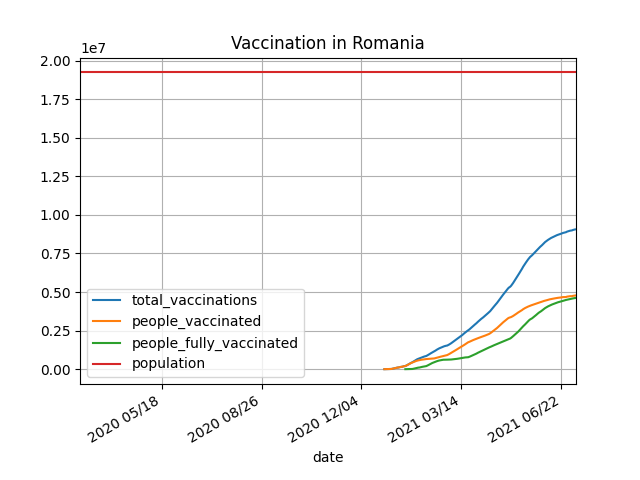 Vaccination in Romania
1e7
2.00
1.75
1.50
1.25
1.00
0.75
0.50
0.25
0.00
total_vaccinations
people_vaccinated
people_fully_vaccinated
population
2020 05/18
2020 08/26
2020 12/04
2021 03/14
2021 06/22
date